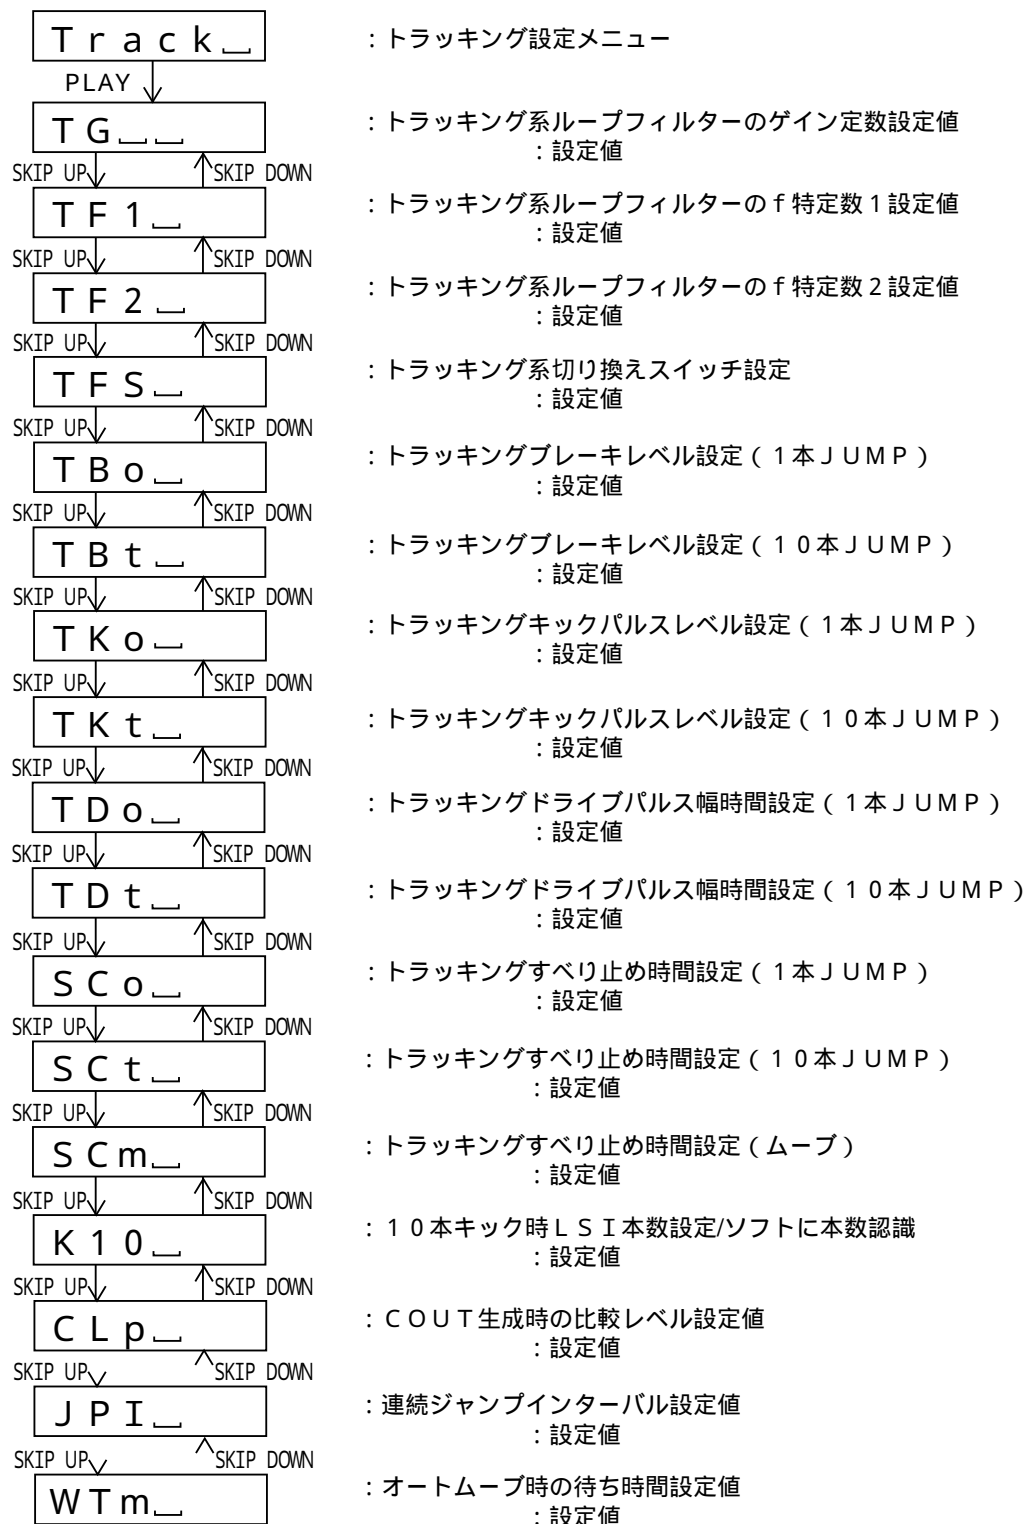 Track⎵ :トラッキング設定メニュー
PLAY
TG⎵⎵ :トラッキング系ループフィルターのゲイン定数設定値
:設定値
SKIP UP SKIP DOWN
TF1⎵ :トラッキング系ループフィルターのf特定数1設定値
:設定値
SKIP UP SKIP DOWN
TF2⎵ :トラッキング系ループフィルターのf特定数2設定値
:設定値
SKIP UP SKIP DOWN
TFS⎵ :トラッキング系切り換えスイッチ設定
:設定値
SKIP UP SKIP DOWN
TBo⎵ :トラッキングブレーキレベル設定(1本JUMP)
:設定値
SKIP UP SKIP DOWN
TBt⎵ :トラッキングブレーキレベル設定(10本JUMP)
:設定値
SKIP UP SKIP DOWN
TKo⎵ :トラッキングキックパルスレベル設定(1本JUMP)
:設定値
SKIP UP SKIP DOWN
TKt⎵ :トラッキングキックパルスレベル設定(10本JUMP)
:設定値
SKIP UP SKIP DOWN
TDo⎵ :トラッキングドライブパルス幅時間設定(1本JUMP)
:設定値
SKIP UP SKIP DOWN
TDt⎵ :トラッキングドライブパルス幅時間設定(10本JUMP)
:設定値
SKIP UP SKIP DOWN
SCo⎵ :トラッキングすべり止め時間設定(1本JUMP)
:設定値
SKIP UP SKIP DOWN
SCt⎵ :トラッキングすべり止め時間設定(10本JUMP)
:設定値
SKIP UP SKIP DOWN
SCm⎵ :トラッキングすべり止め時間設定(ムーブ)
:設定値
SKIP UP SKIP DOWN
K10⎵ :10本キック時LSI本数設定/ソフトに本数認識
:設定値
SKIP UP SKIP DOWN
CLp⎵ :COUT生成時の比較レベル設定値
:設定値
SKIP UP SKIP DOWN
JPI⎵ :連続ジャンプインターバル設定値
:設定値
SKIP UP SKIP DOWN
WTm⎵ :オートムーブ時の待ち時間設定値
:設定値